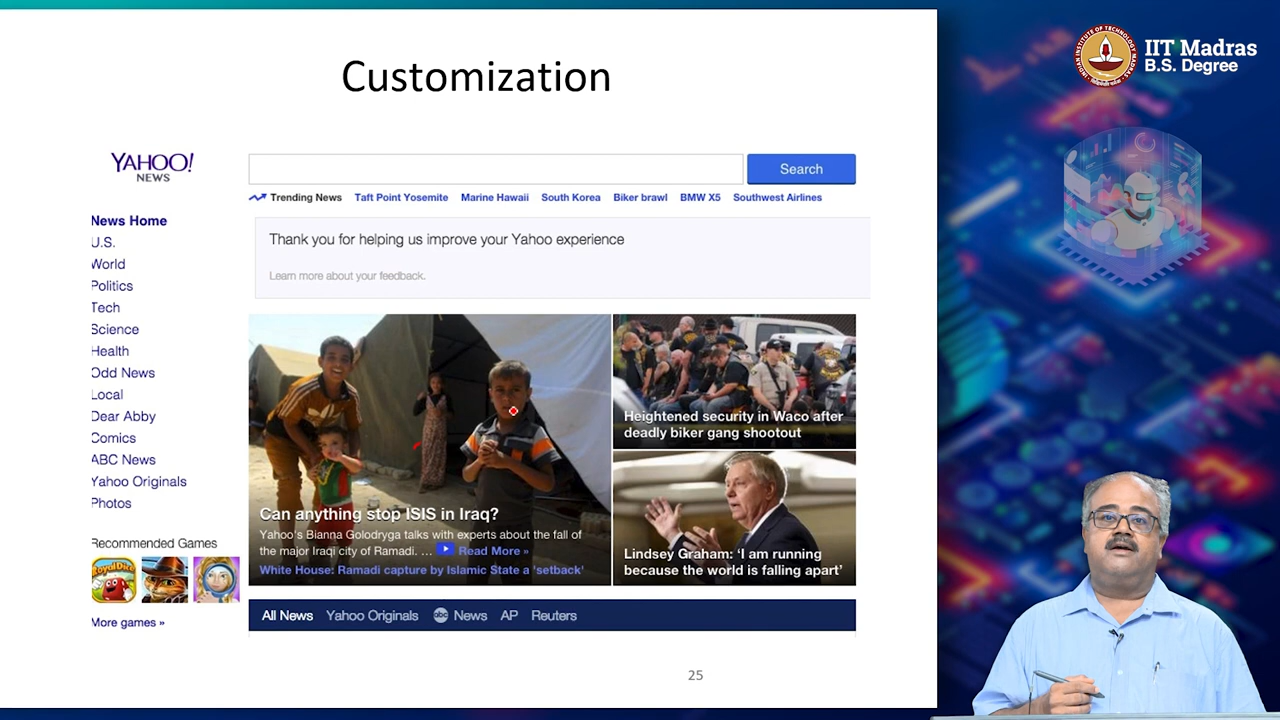 Customization
IIT Madras
B.S. Degree
YAHOO!
NEWS
Search
Trending News Taft Point Yosemite Marine Hawaii South Korea Biker brawl BMW X5 Southwest Airlines
Thank you for helping us improve your Yahoo experience
Learn more about your feedback.
News Home
U.S.
World
Politics
Tech
Science
Health
Odd News
Local
Dear Abby
Comics
ABC News
Yahoo Originals
Photos
Recommended Games
More games »
Can anything stop ISIS in Iraq?
Yahoo's Bianna Golodryga talks with experts about the fall of
the major Iraqi city of Ramadi. ... Read More »
White House: Ramadi capture by Islamic State a 'setback'
Heightened security in Waco after
deadly biker gang shootout
Lindsey Graham: ‘I am running
because the world is falling apart’
All News Yahoo Originals abc News AP Reuters
25